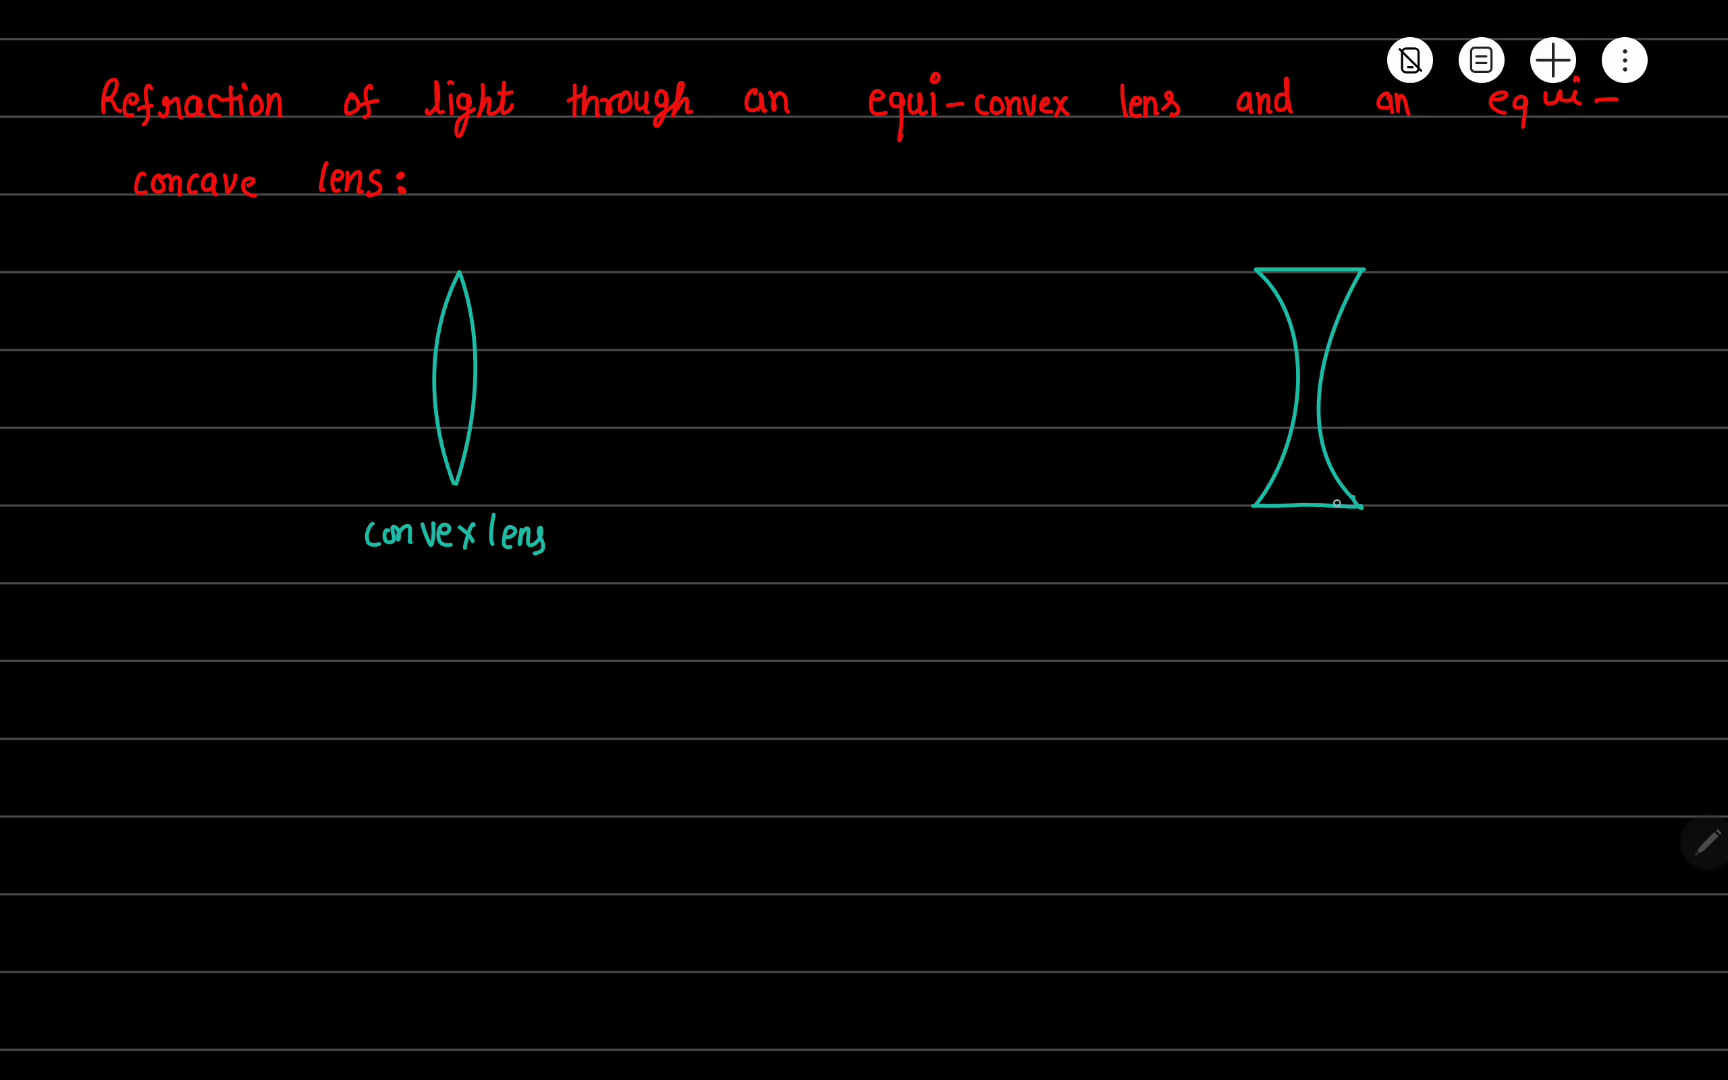 Refraction of light through an equi-convex lens and an equi-
concave lens:
convex lens